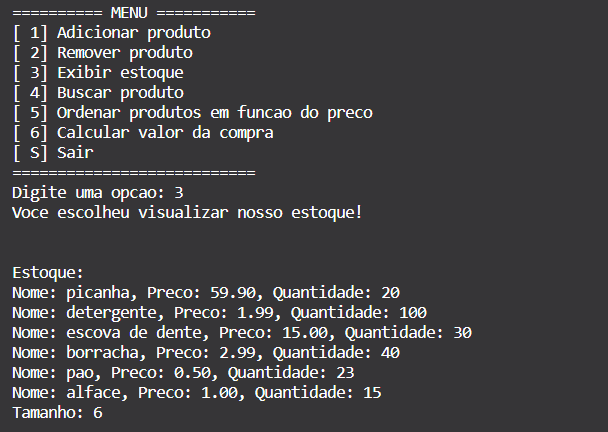 ========== MENU ===========
[ 1] Adicionar produto
[ 2] Remover produto
[ 3] Exibir estoque
[ 4] Buscar produto
[ 5] Ordenar produtos em funcao do preco
[ 6] Calcular valor da compra
[ S] Sair
===========================
Digite uma opcao: 3
Voce escolheu visualizar nosso estoque!
Estoque:
Nome: picanha, Preco: 59.90, Quantidade: 20
Nome: detergente, Preco: 1.99, Quantidade: 100
Nome: escova de dente, Preco: 15.00, Quantidade: 30
Nome: borracha, Preco: 2.99, Quantidade: 40
Nome: pao, Preco: 0.50, Quantidade: 23
Nome: alface, Preco: 1.00, Quantidade: 15
Tamanho: 6